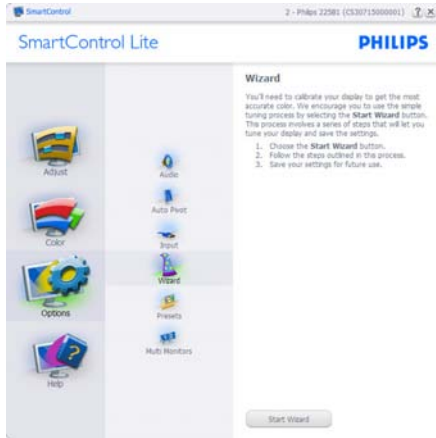 SmartControl
2 - Philips 225B1 (CS30715000001)
SmartControl Lite
PHILIPS
Adjust
Color
Options
Help
Audio
Auto Pivot
Input
Wizard
Presets
Multi Monitors
Wizard
You'll need to calibrate your display to get the most
accurate color. We encourage you to use the simple
tuning process by selecting the Start Wizard button.
This process involves a series of steps that will let you
tune your display and save the settings.
1. Choose the Start Wizard button.
2. Follow the steps outlined in this process.
3. Save your settings for future use.
Start Wizard